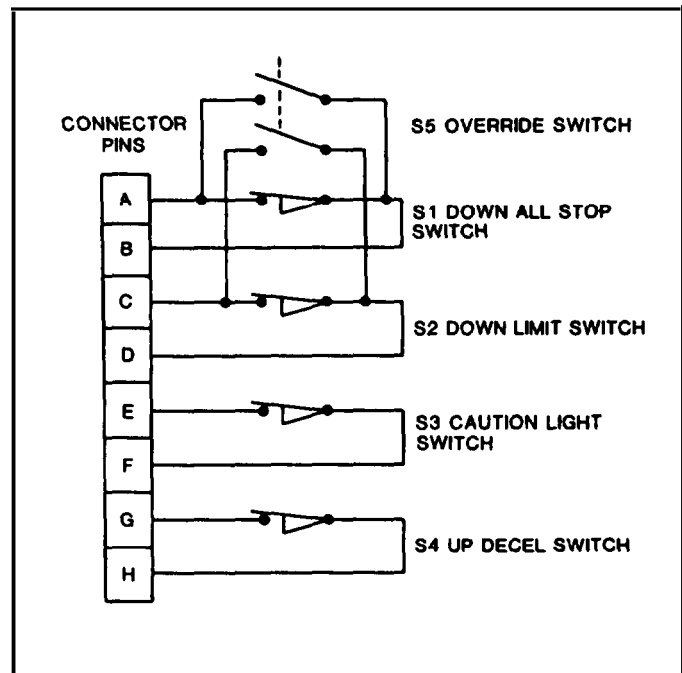 CONNECTOR
PINS
A
B
C
D
E
F
G
H
S5 OVERRIDE SWITCH
S1 DOWN ALL STOP
SWITCH
S2 DOWN LIMIT SWITCH
S3 CAUTION LIGHT
SWITCH
S4 UP DECEL SWITCH